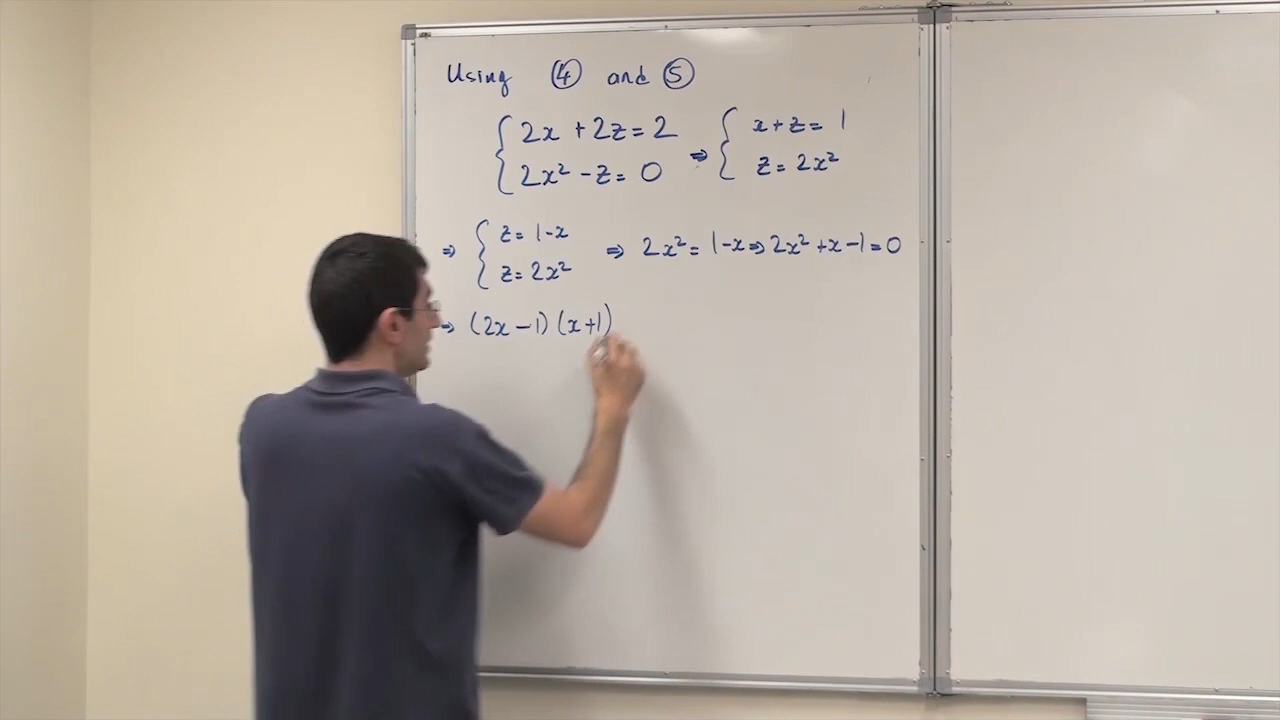 Using ④ and ⑤
{ 2x + 2z = 2 ⇒ { x + z = 1
{ 2x² - z = 0 { z = 2x²
⇒ { z = 1-x ⇒ 2x² = 1-x ⇒ 2x² + x - 1 = 0
{ z = 2x²
⇒ (2x - 1) (x + 1)